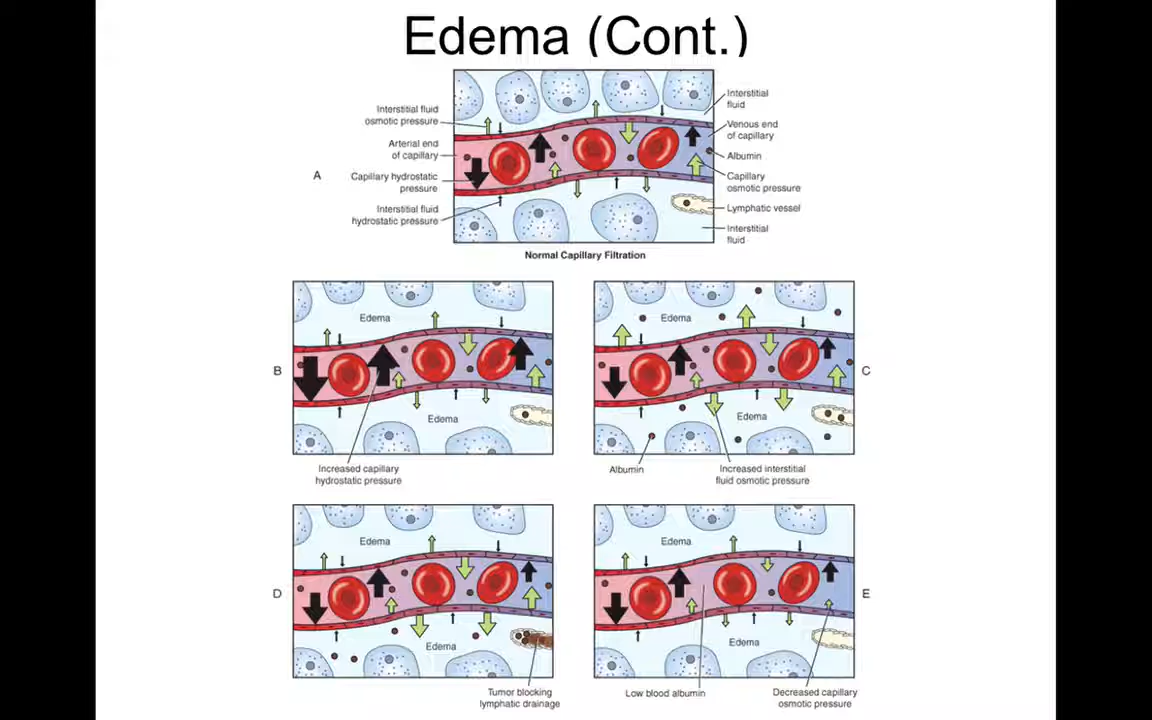 Edema (Cont.)
Interstitial fluid
osmotic pressure
Arterial end
of capillary
A
Capillary hydrostatic
pressure
Interstitial fluid
hydrostatic pressure
Interstitial
fluid
Venous end
of capillary
Albumin
Capillary
osmotic pressure
Lymphatic vessel
Interstitial
fluid
Normal Capillary Filtration
B
Edema
Edema
Increased capillary
hydrostatic pressure
Edema
C
Edema
Albumin
Increased interstitial
fluid osmotic pressure
D
Edema
Edema
Tumor blocking
lymphatic drainage
Edema
E
Edema
Low blood albumin
Decreased capillary
osmotic pressure